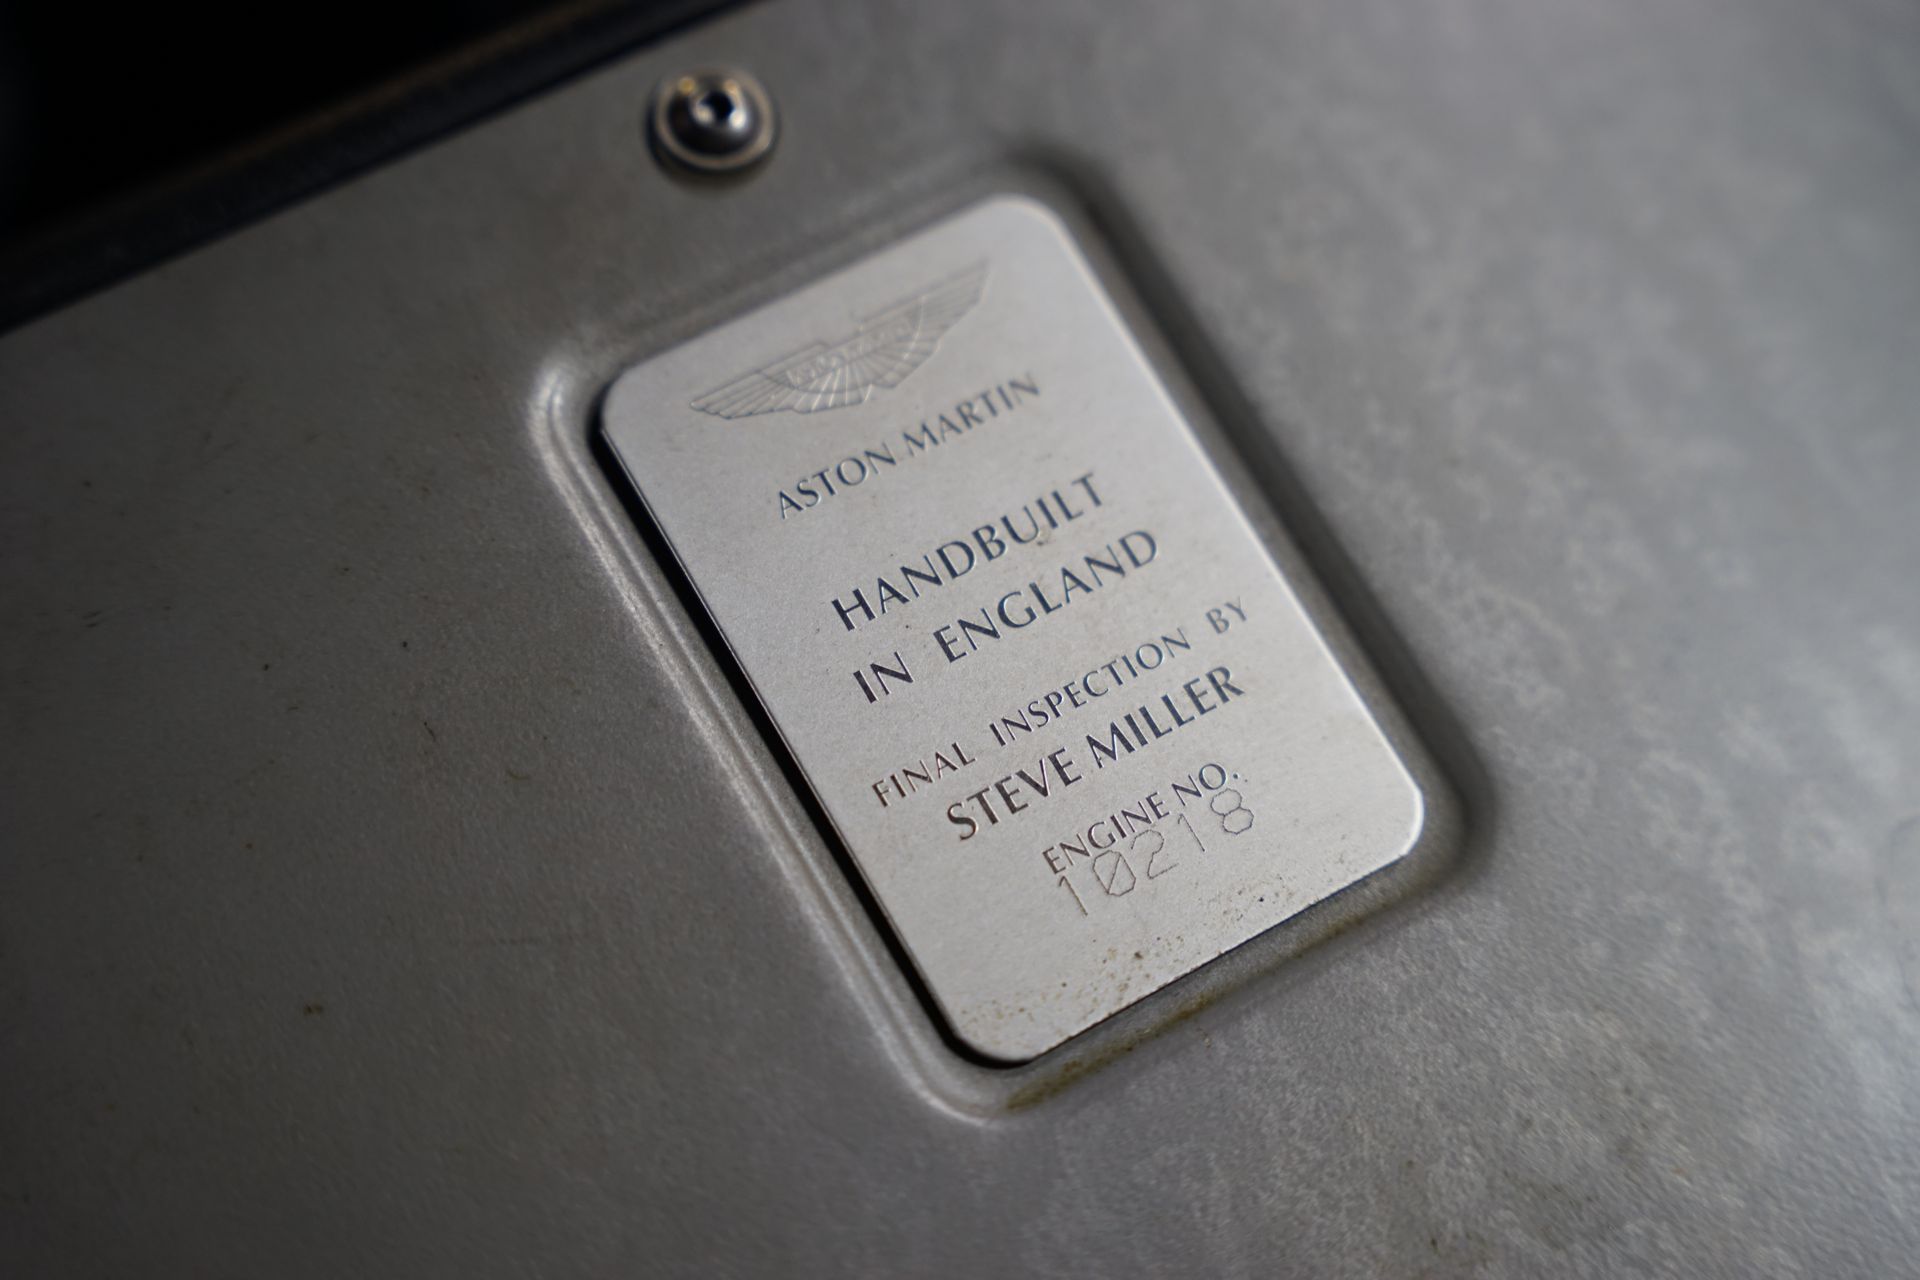 ASTON MARTIN
HANDBUILT
IN ENGLAND
FINAL INSPECTION BY
STEVE MILLER
ENGINE NO.
10218